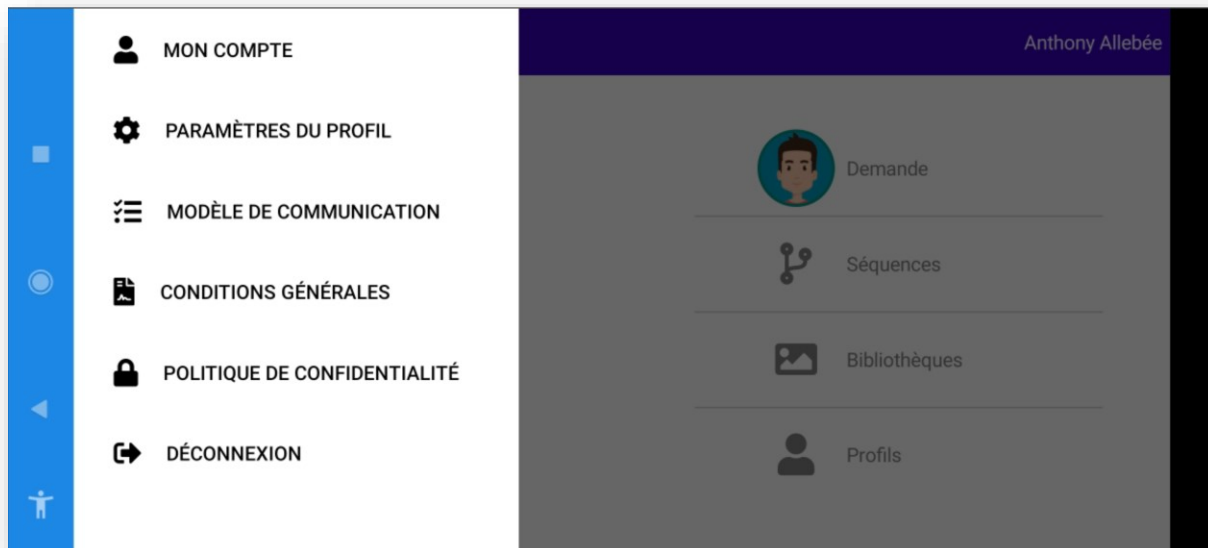 MON COMPTE
PARAMÈTRES DU PROFIL
MODÈLE DE COMMUNICATION
CONDITIONS GÉNÉRALES
POLITIQUE DE CONFIDENTIALITÉ
DÉCONNEXION
Anthony Allebée
Demande
Séquences
Bibliothèques
Profils